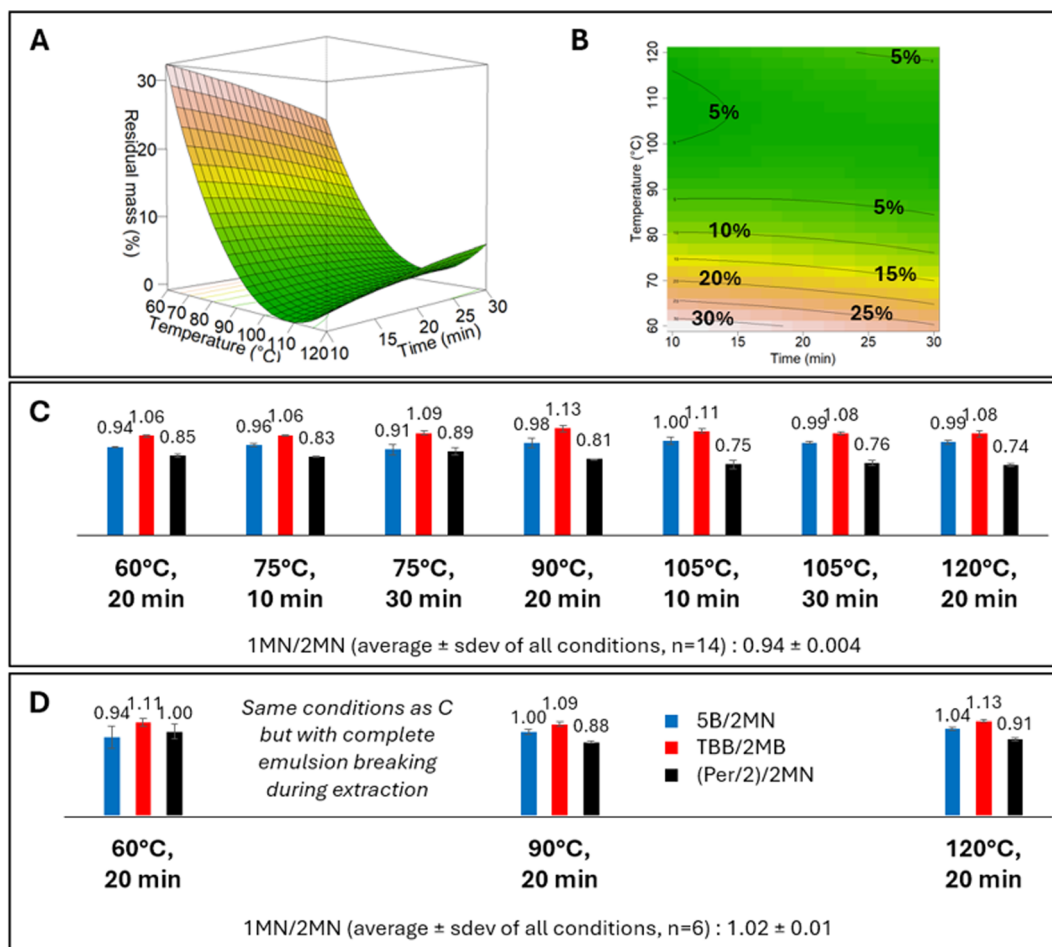 A
30
20
10
0
Residual mass (%)
60
70
80
90
100
110
120
Temperature (°C)
10
15
20
25
30
Time (min)
B
120
110
100
90
80
70
60
Temperature (°C)
5%
5%
5%
10%
15%
20%
25%
30%
10
15
20
25
30
Time (min)
C
0.94 1.06 0.85
0.96 1.06 0.83
0.91 1.09 0.89
0.98 1.13 0.81
1.00 1.11 0.75
0.99 1.08 0.76
0.99 1.08 0.74
60°C, 75°C, 75°C, 90°C, 105°C, 105°C, 120°C,
20 min 10 min 30 min 20 min 10 min 30 min 20 min
1MN/2MN (average ± sdev of all conditions, n=14) : 0.94 ± 0.004
D
0.94 1.11 1.00
Same conditions as C
but with complete
emulsion breaking
during extraction
1.00 1.09 0.88
5B/2MN
TBB/2MB
(Per/2)/2MN
1.04 1.13 0.91
60°C, 90°C, 120°C,
20 min 20 min 20 min
1MN/2MN (average ± sdev of all conditions, n=6) : 1.02 ± 0.01